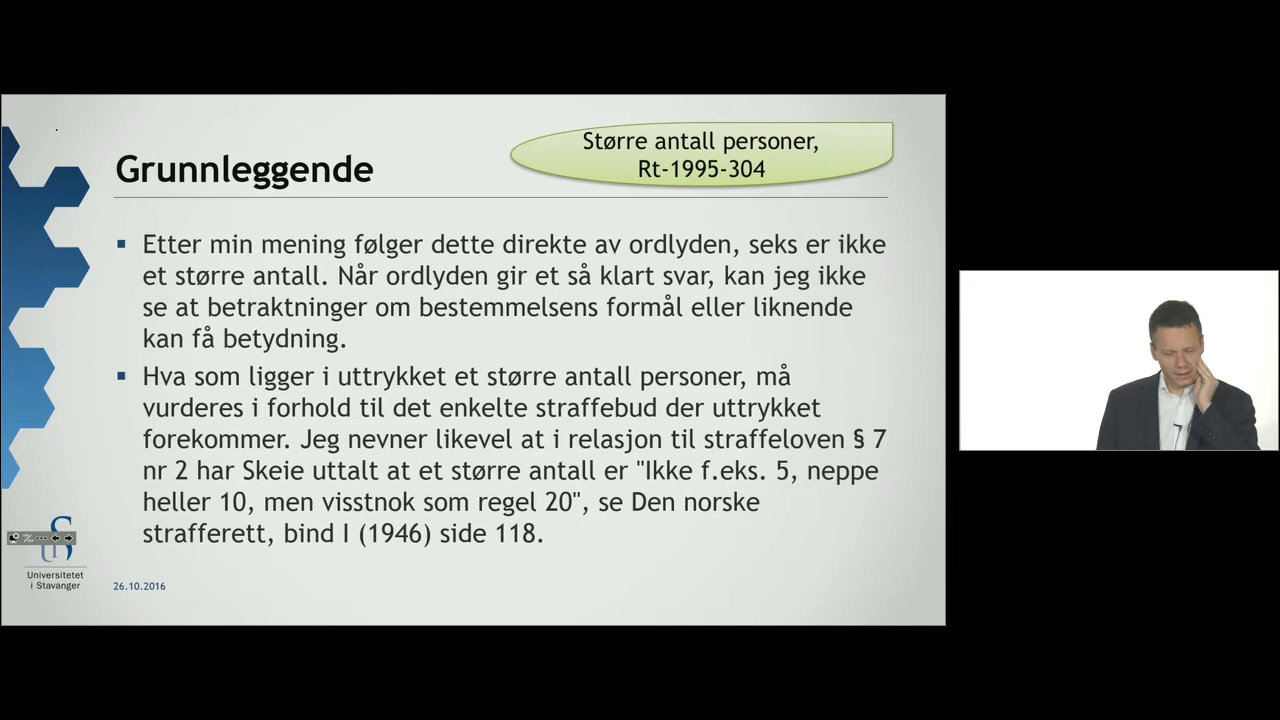 Større antall personer,
Rt-1995-304
Grunnleggende
▪ Etter min mening følger dette direkte av ordlyden, seks er ikke
et større antall. Når ordlyden gir et så klart svar, kan jeg ikke
se at betraktninger om bestemmelsens formål eller liknende
kan få betydning.
▪ Hva som ligger i uttrykket et større antall personer, må
vurderes i forhold til det enkelte straffebud der uttrykket
forekommer. Jeg nevner likevel at i relasjon til straffeloven § 7
nr 2 har Skeie uttalt at et større antall er "Ikke f.eks. 5, neppe
heller 10, men visstnok som regel 20", se Den norske
strafferett, bind I (1946) side 118.
Universitetet
i Stavanger
26.10.2016